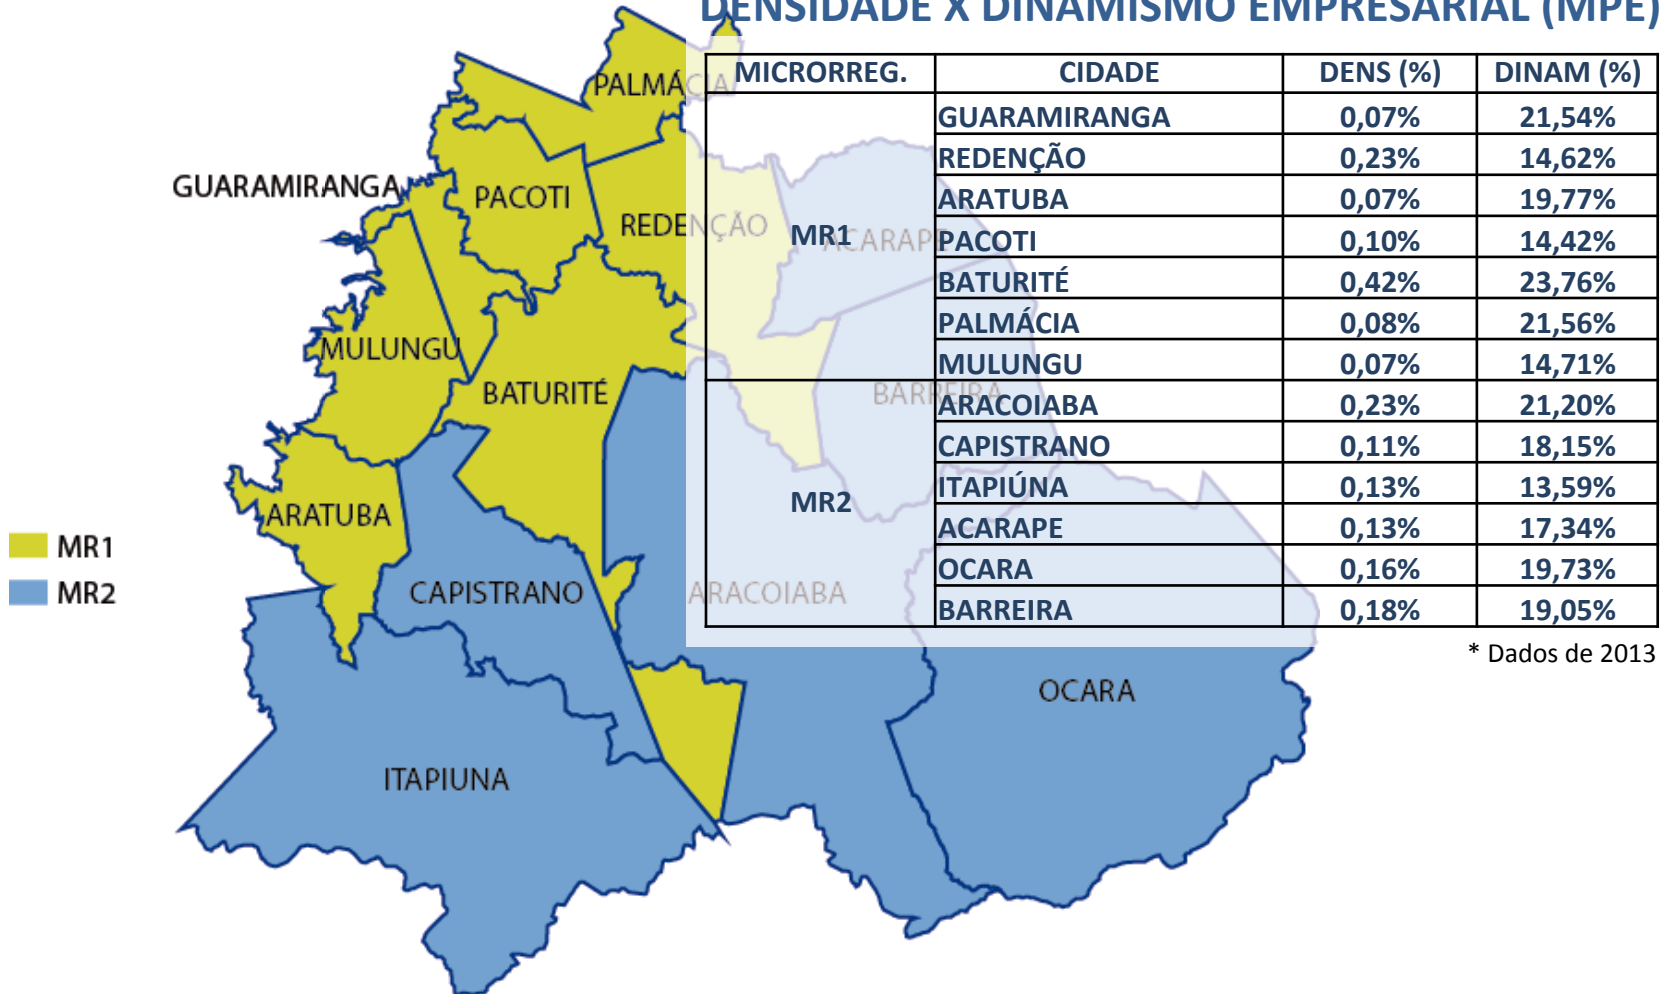 DENSIDADE X DINAMISMO EMPRESARIAL (MPE)
MICRORREG. CIDADE DENS (%) DINAM (%)
MR1
GUARAMIRANGA 0,07% 21,54%
REDENÇÃO 0,23% 14,62%
ARATUBA 0,07% 19,77%
PACOTI 0,10% 14,42%
BATURITÉ 0,42% 23,76%
PALMÁCIA 0,08% 21,56%
MULUNGU 0,07% 14,71%
MR2
ARACOIABA 0,23% 21,20%
CAPISTRANO 0,11% 18,15%
ITAPIÚNA 0,13% 13,59%
ACARAPE 0,13% 17,34%
OCARA 0,16% 19,73%
BARREIRA 0,18% 19,05%
* Dados de 2013
PALMÁCIA
GUARAMIRANGA
PACOTI
REDENÇÃO
ACARAPE
MULUNGU
BATURITÉ
BARREIRA
ARATUBA
CAPISTRANO
ARACOIABA
OCARA
ITAPIUNA
MR1
MR2